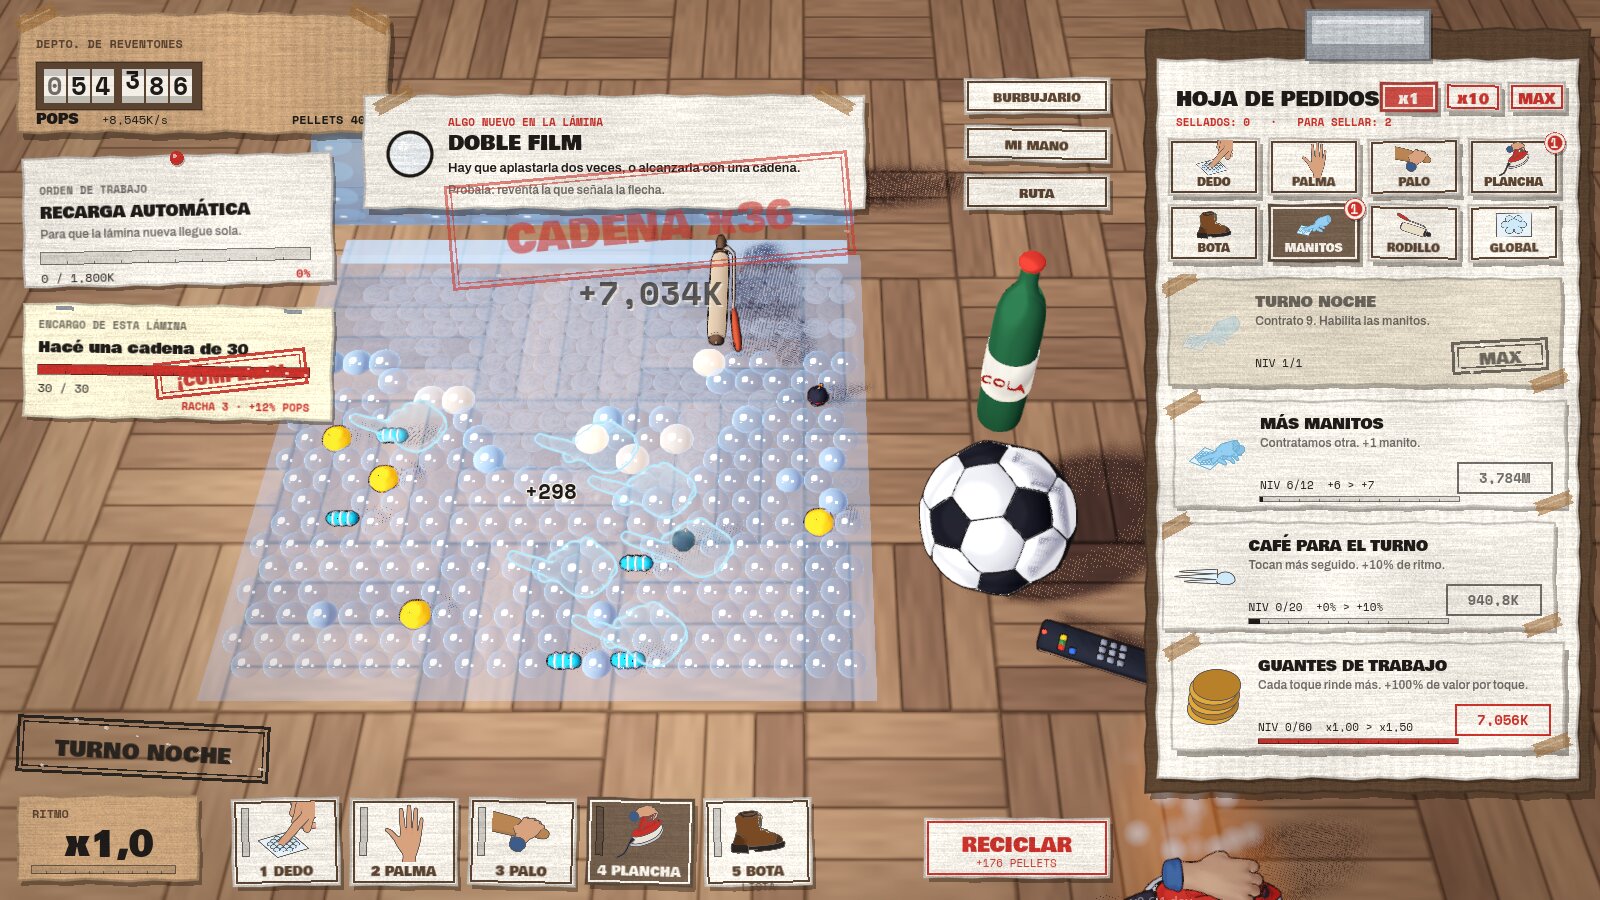 DEPTO. DE REVENTONES
054 386
POPS +8,545K/s PELLETS 40
ORDEN DE TRABAJO
RECARGA AUTOMÁTICA
Para que la lámina nueva llegue sola.
0 / 1.800K 0%
ENCARGO DE ESTA LÁMINA
Hacé una cadena de 30
30 / 30
RACHA 3 · +12% POPS
ALGO NUEVO EN LA LÁMINA
DOBLE FILM
Hay que aplastarla dos veces, o alcanzarla con una cadena.
Probala: reventá la que señala la flecha.
CADENA x36
+7,034K
+298
COLA
BURBUJARIO
MI MANO
RUTA
HOJA DE PEDIDOS x1 x10 MAX
SELLADOS: 0 · PARA SELLAR: 2
DEDO PALMA PALO PLANCHA 1
BOTA MANITOS 1 RODILLO GLOBAL
TURNO NOCHE
Contrato 9. Habilita las manitos.
NIV 1/1 MAX
MÁS MANITOS
Contratamos otra. +1 manito.
NIV 6/12 +6 > +7 3,784M
CAFÉ PARA EL TURNO
Tocan más seguido. +10% de ritmo.
NIV 0/20 +0% > +10% 940,8K
GUANTES DE TRABAJO
Cada toque rinde más. +100% de valor por toque.
NIV 0/60 x1,00 > x1,50 7,056K
TURNO NOCHE
RITMO
x1,0
1 DEDO 2 PALMA 3 PALO 4 PLANCHA 5 BOTA
RECICLAR
+176 PELLETS